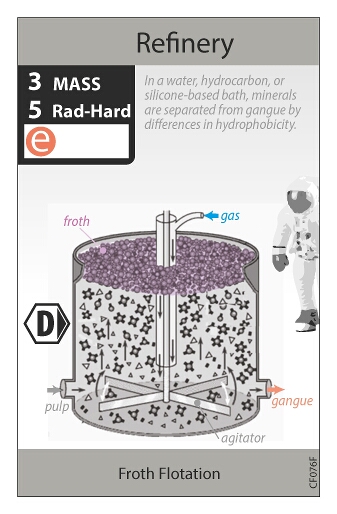 Refinery
3 MASS
5 Rad-Hard
e
In a water, hydrocarbon, or
silicone-based bath, minerals
are separated from gangue by
differences in hydrophobicity.
froth
gas
D
pulp
gangue
agitator
Froth Flotation
CF076F